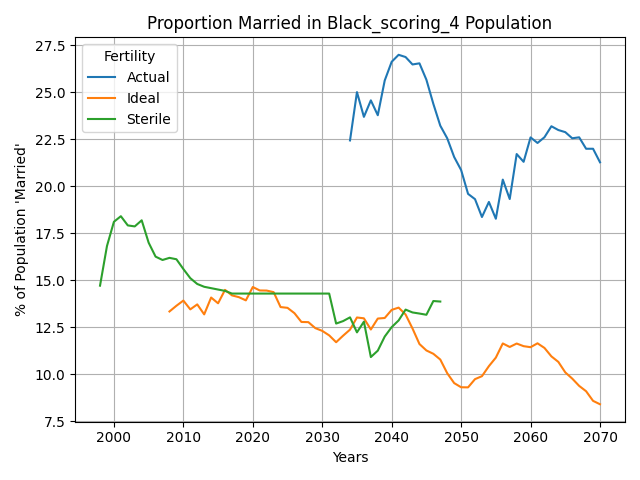 Proportion Married in Black_scoring_4 Population
% of Population 'Married'
27.5
25.0
22.5
20.0
17.5
15.0
12.5
10.0
7.5
Fertility
Actual
Ideal
Sterile
2000 2010 2020 2030 2040 2050 2060 2070
Years